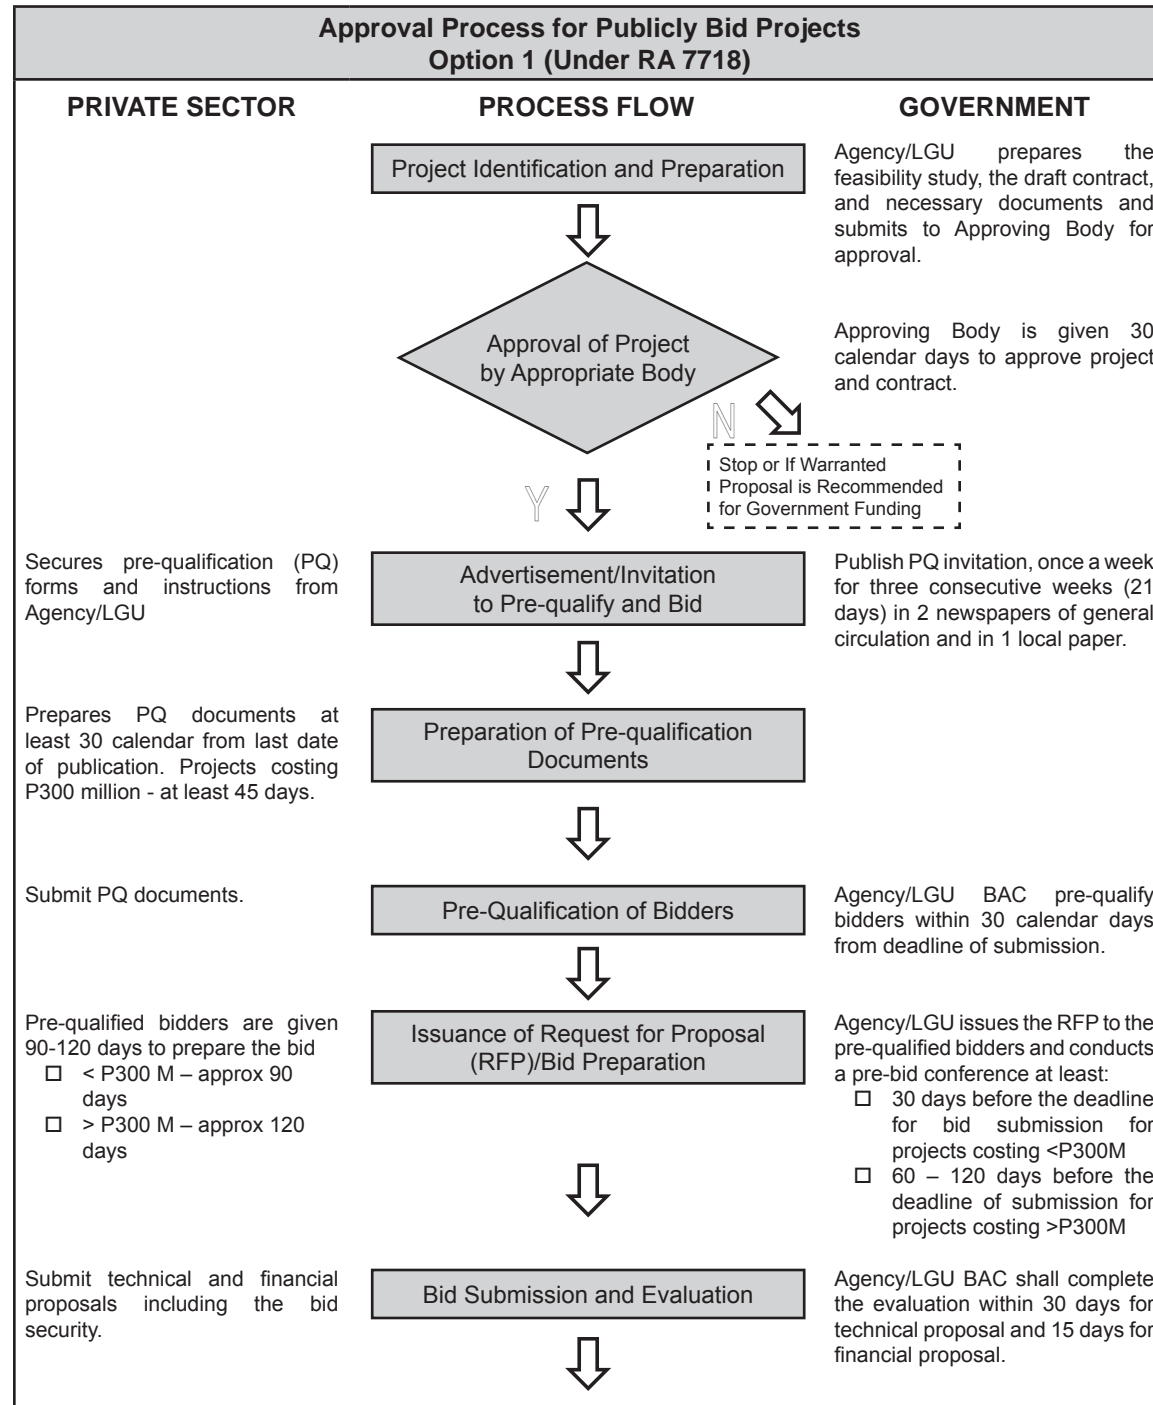 Approval Process for Publicly Bid Projects
Option 1 (Under RA 7718)
PRIVATE SECTOR
PROCESS FLOW
GOVERNMENT
Project Identification and Preparation
Agency/LGU prepares the
feasibility study, the draft contract,
and necessary documents and
submits to Approving Body for
approval.
Approval of Project
by Appropriate Body
Approving Body is given 30
calendar days to approve project
and contract.
N
Stop or If Warranted
Proposal is Recommended
for Government Funding
Y
Secures pre-qualification (PQ)
forms and instructions from
Agency/LGU
Advertisement/Invitation
to Pre-qualify and Bid
Publish PQ invitation, once a week
for three consecutive weeks (21
days) in 2 newspapers of general
circulation and in 1 local paper.
Prepares PQ documents at
least 30 calendar from last date
of publication. Projects costing
P300 million - at least 45 days.
Preparation of Pre-qualification
Documents
Submit PQ documents.
Pre-Qualification of Bidders
Agency/LGU BAC pre-qualify
bidders within 30 calendar days
from deadline of submission.
Pre-qualified bidders are given
90-120 days to prepare the bid
< P300 M – approx 90
days
> P300 M – approx 120
days
Issuance of Request for Proposal
(RFP)/Bid Preparation
Agency/LGU issues the RFP to the
pre-qualified bidders and conducts
a pre-bid conference at least:
30 days before the deadline
for bid submission for
projects costing <P300M
60 – 120 days before the
deadline of submission for
projects costing >P300M
Submit technical and financial
proposals including the bid
security.
Bid Submission and Evaluation
Agency/LGU BAC shall complete
the evaluation within 30 days for
technical proposal and 15 days for
financial proposal.